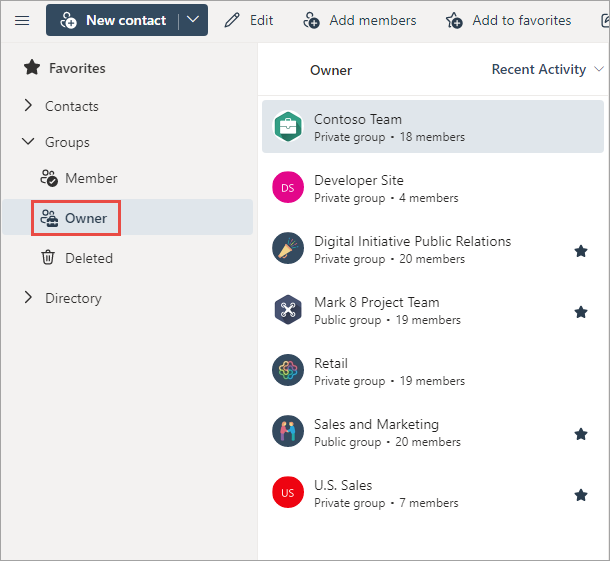 New contact
Edit
Add members
Add to favorites
Favorites
Contacts
Groups
Member
Owner
Deleted
Directory
Owner
Recent Activity
Contoso Team
Private group • 18 members
DS
Developer Site
Private group • 4 members
Digital Initiative Public Relations
Private group • 20 members
Mark 8 Project Team
Public group • 19 members
Retail
Private group • 19 members
Sales and Marketing
Public group • 20 members
US
U.S. Sales
Private group • 7 members